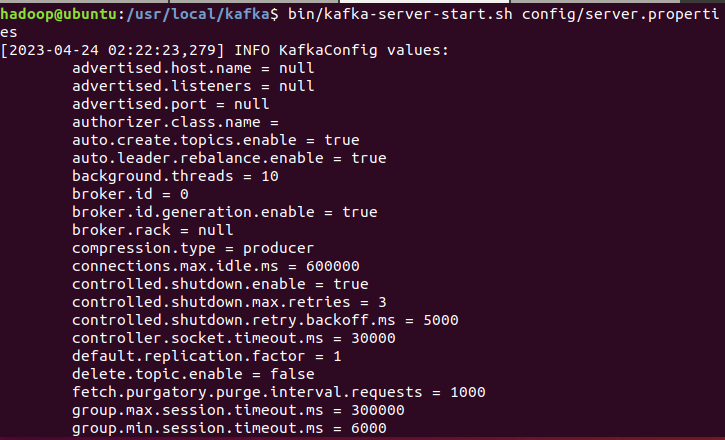 hadoop@ubuntu:/usr/local/kafka$ bin/kafka-server-start.sh config/server.properti
es
[2023-04-24 02:22:23,279] INFO KafkaConfig values:
advertised.host.name = null
advertised.listeners = null
advertised.port = null
authorizer.class.name =
auto.create.topics.enable = true
auto.leader.rebalance.enable = true
background.threads = 10
broker.id = 0
broker.id.generation.enable = true
broker.rack = null
compression.type = producer
connections.max.idle.ms = 600000
controlled.shutdown.enable = true
controlled.shutdown.max.retries = 3
controlled.shutdown.retry.backoff.ms = 5000
controller.socket.timeout.ms = 30000
default.replication.factor = 1
delete.topic.enable = false
fetch.purgatory.purge.interval.requests = 1000
group.max.session.timeout.ms = 300000
group.min.session.timeout.ms = 6000